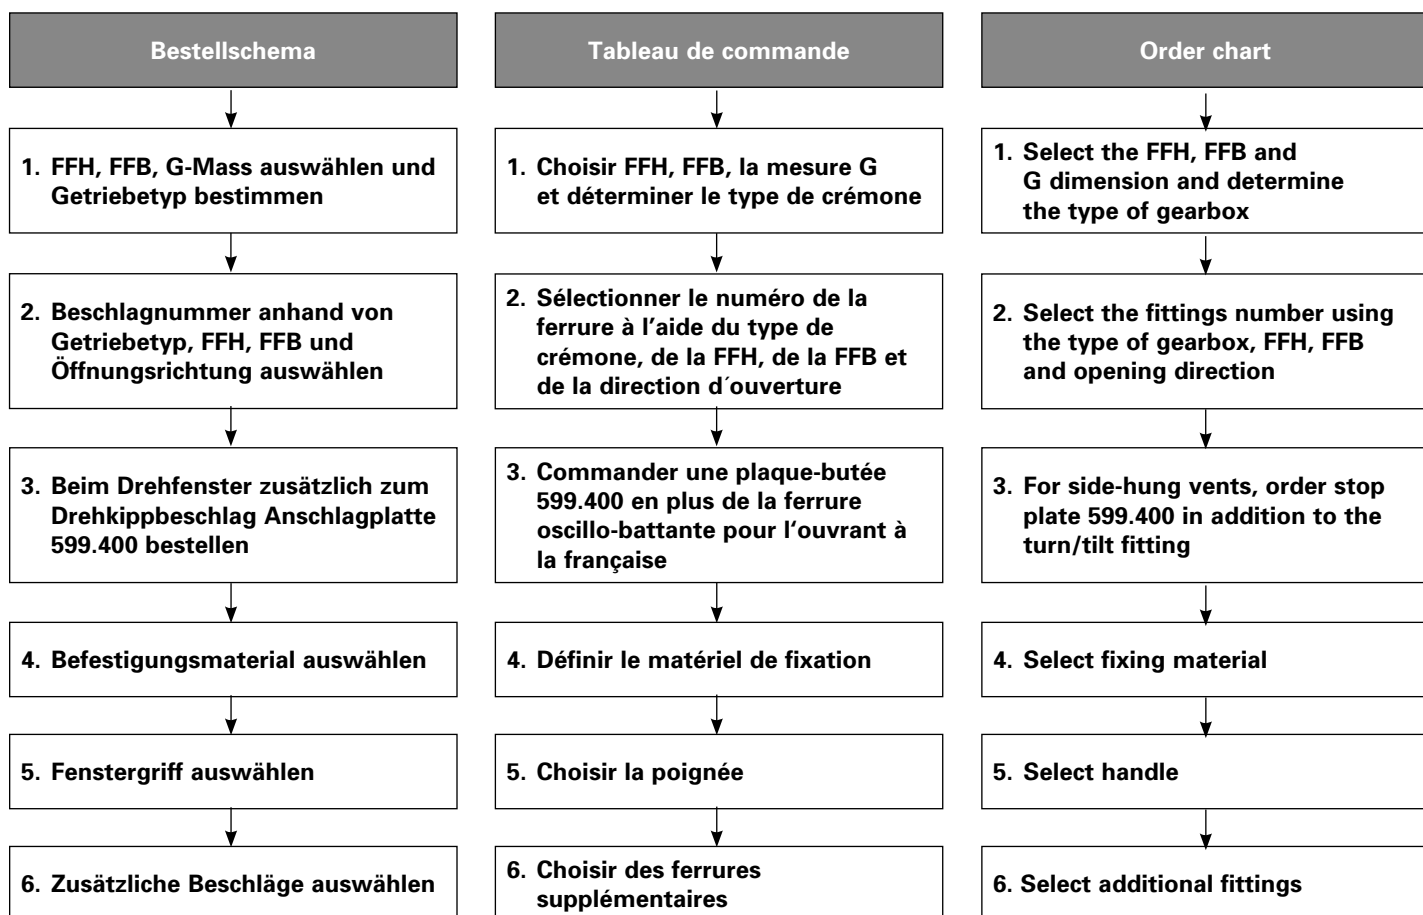 Bestellschema
1. FFH, FFB, G-Mass auswählen und
Getriebetyp bestimmen
2. Beschlagnummer anhand von
Getriebetyp, FFH, FFB und
Öffnungsrichtung auswählen
3. Beim Drehfenster zusätzlich zum
Drehkippbeschlag Anschlagplatte
599.400 bestellen
4. Befestigungsmaterial auswählen
5. Fenstergriff auswählen
6. Zusätzliche Beschläge auswählen
Tableau de commande
1. Choisir FFH, FFB, la mesure G
et déterminer le type de crémone
2. Sélectionner le numéro de la
ferrure à l’aide du type de
crémone, de la FFH, de la FFB et
de la direction d´ouverture
3. Commander une plaque-butée
599.400 en plus de la ferrure
oscillo-battante pour l‘ouvrant à
la française
4. Définir le matériel de fixation
5. Choisir la poignée
6. Choisir des ferrures
supplémentaires
Order chart
1. Select the FFH, FFB and
G dimension and determine
the type of gearbox
2. Select the fittings number using
the type of gearbox, FFH, FFB
and opening direction
3. For side-hung vents, order stop
plate 599.400 in addition to the
turn/tilt fitting
4. Select fixing material
5. Select handle
6. Select additional fittings